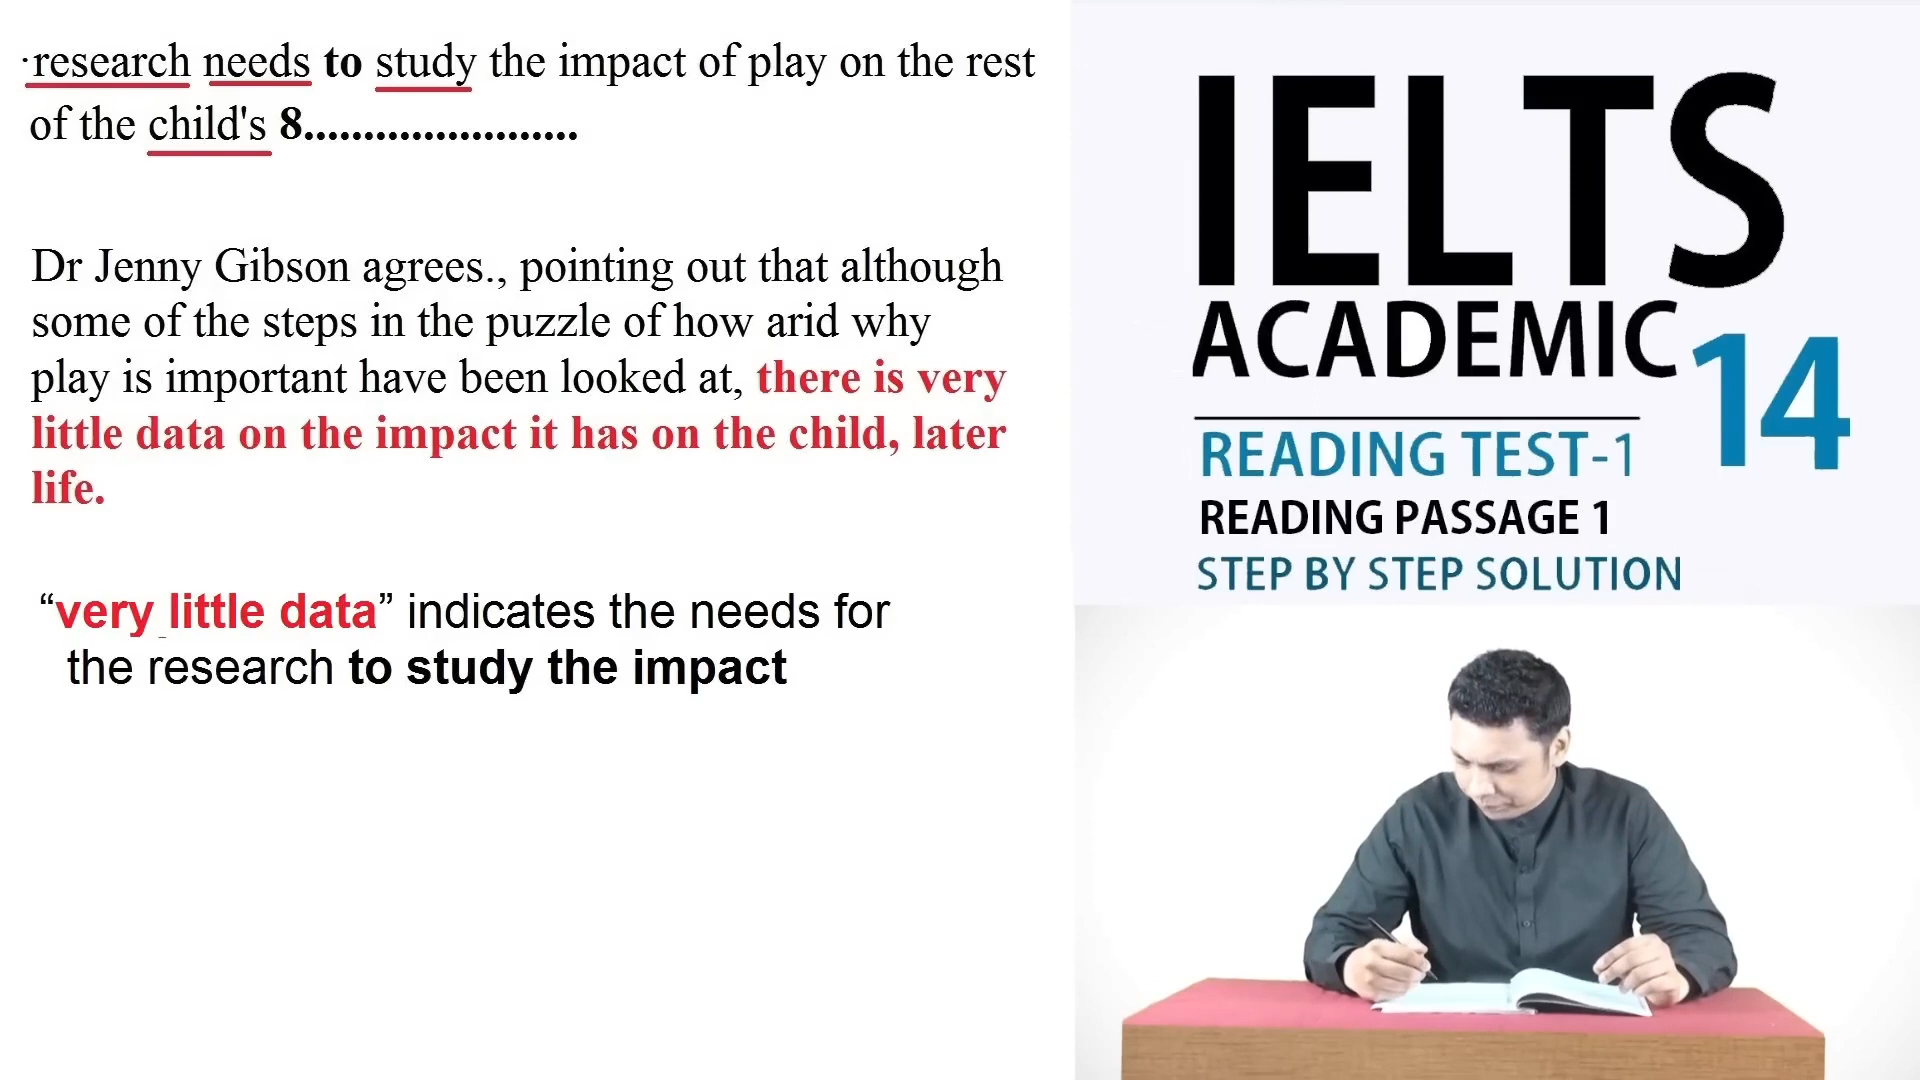 ·research needs to study the impact of play on the rest
of the child's 8.......................
Dr Jenny Gibson agrees., pointing out that although
some of the steps in the puzzle of how arid why
play is important have been looked at, there is very
little data on the impact it has on the child, later
life.
“very little data” indicates the needs for
the research to study the impact
IELTS
ACADEMIC 14
READING TEST-1
READING PASSAGE 1
STEP BY STEP SOLUTION